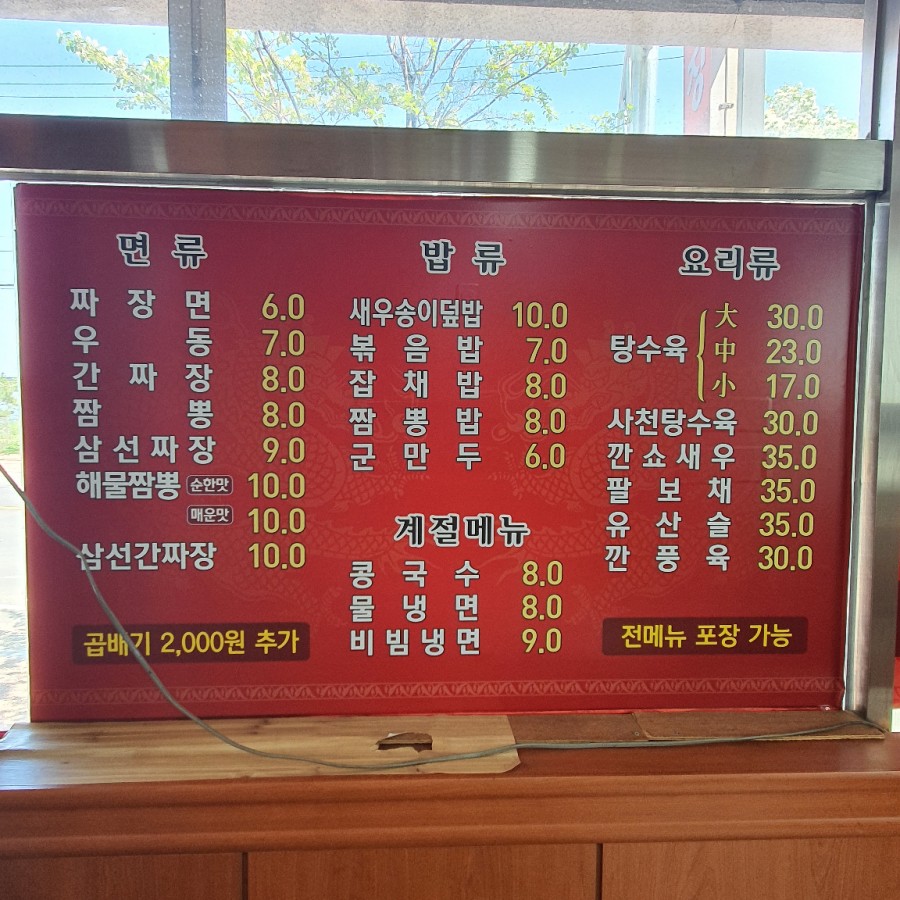 면 류
짜 장 면 6.0
우 동 7.0
간 짜 장 8.0
짬 뽕 8.0
삼선짜장 9.0
해물짬뽕 순한맛 10.0
매운맛 10.0
삼선간짜장 10.0
곱배기 2,000원 추가
밥 류
새우송이덮밥 10.0
볶 음 밥 7.0
잡 채 밥 8.0
짬 뽕 밥 8.0
군 만 두 6.0
계절메뉴
콩 국 수 8.0
물 냉 면 8.0
비빔냉면 9.0
요리류
탕수육 大 30.0
中 23.0
小 17.0
사천탕수육 30.0
깐쇼새우 35.0
팔 보 채 35.0
유 산 슬 35.0
깐 풍 육 30.0
전메뉴 포장 가능